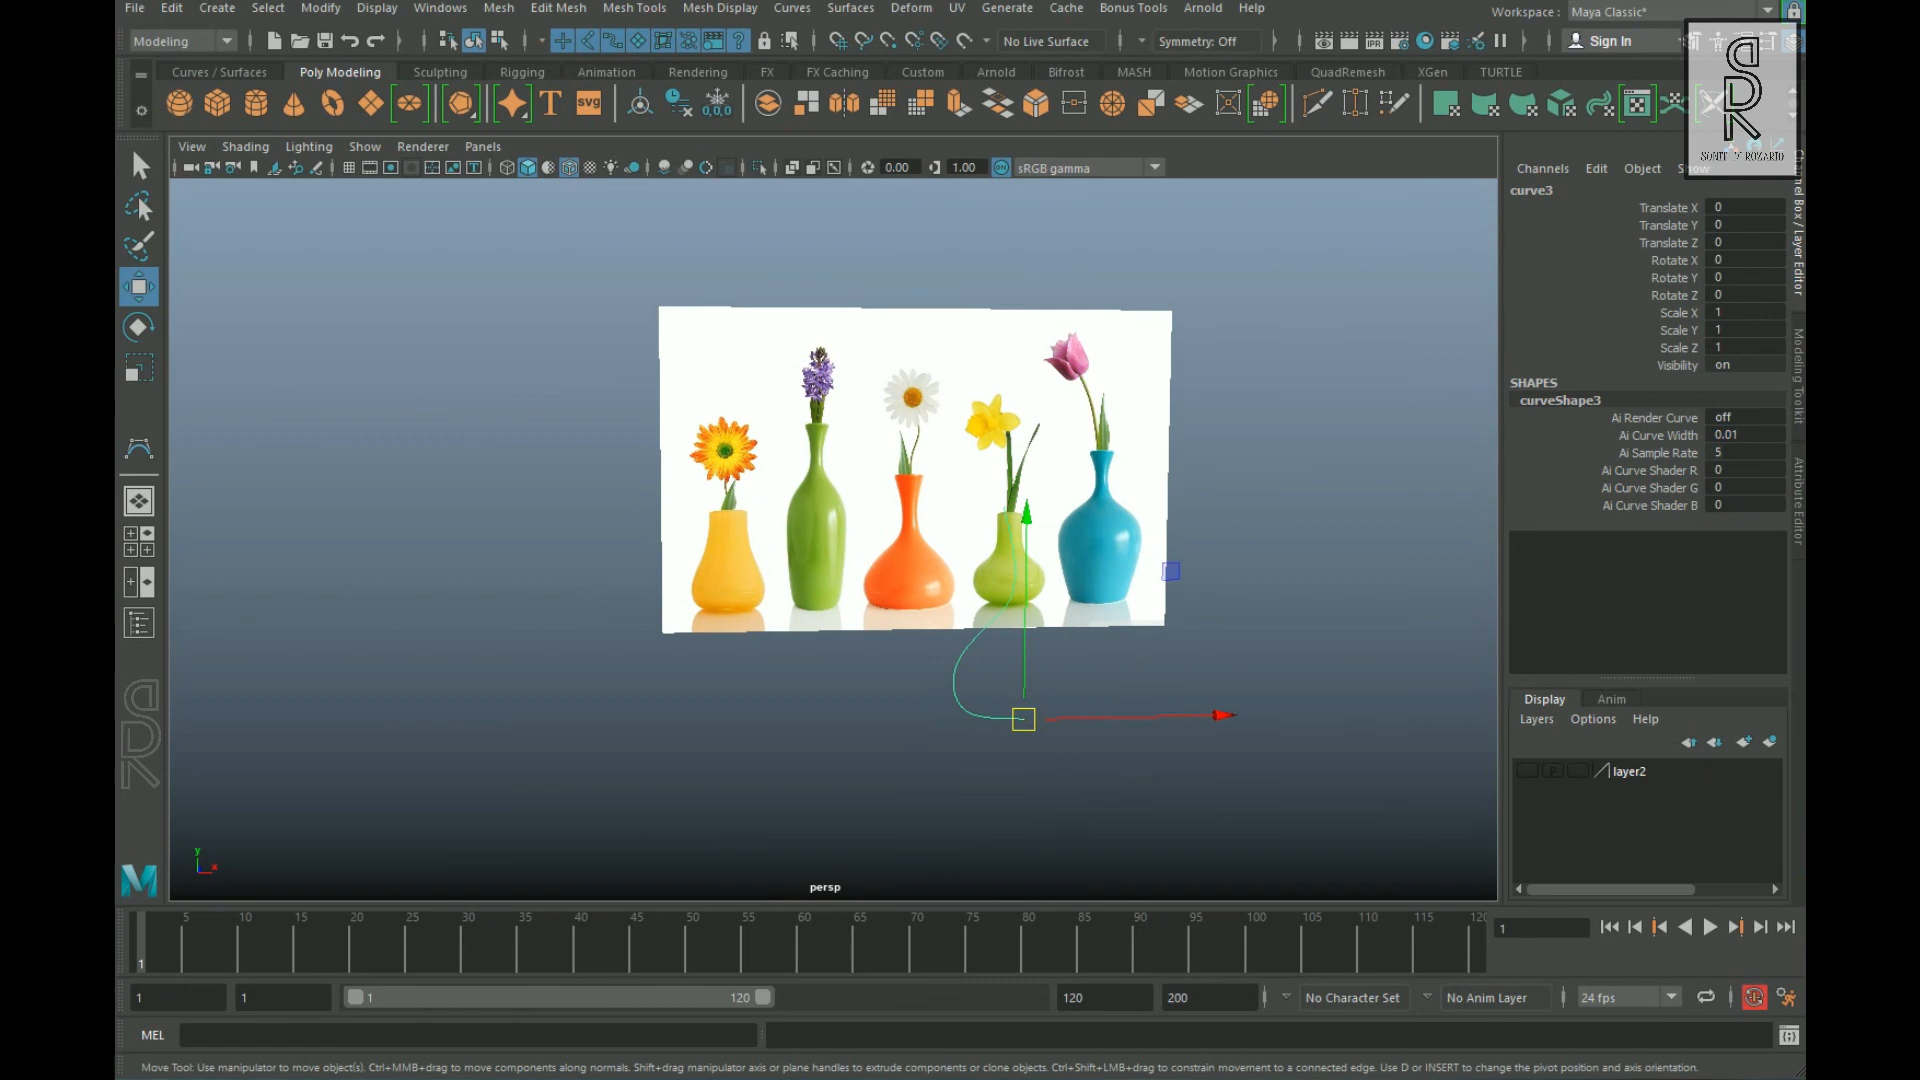 File Edit Create Select Modify Display Windows Mesh Edit Mesh Mesh Tools Mesh Display Curves Surfaces Deform UV Generate Cache Bonus Tools Arnold Help
Workspace : Maya Classic*
Modeling No Live Surface Symmetry: Off Sign In
Curves / Surfaces Poly Modeling Sculpting Rigging Animation Rendering FX FX Caching Custom Arnold Bifrost MASH Motion Graphics QuadRemesh XGen TURTLE
View Shading Lighting Show Renderer Panels
0.00 1.00 sRGB gamma
Channels Edit Object Show
curve3
Translate X 0
Translate Y 0
Translate Z 0
Rotate X 0
Rotate Y 0
Rotate Z 0
Scale X 1
Scale Y 1
Scale Z 1
Visibility on
SHAPES
curveShape3
Ai Render Curve off
Ai Curve Width 0.01
Ai Sample Rate 5
Ai Curve Shader R 0
Ai Curve Shader G 0
Ai Curve Shader B 0
Channel Box / Layer Editor
Modeling Toolkit
Attribute Editor
Display Anim
Layers Options Help
P layer2
y
x
persp
5 10 15 20 25 30 35 40 45 50 55 60 65 70 75 80 85 90 95 100 105 110 115 120
1
1
1 1 1 120 120 200 No Character Set No Anim Layer 24 fps
MEL
Move Tool: Use manipulator to move object(s). Ctrl+MMB+drag to move components along normals. Shift+drag manipulator axis or plane handles to extrude components or clone objects. Ctrl+Shift+LMB+drag to constrain movement to a connected edge. Use D or INSERT to change the pivot position and axis orientation.